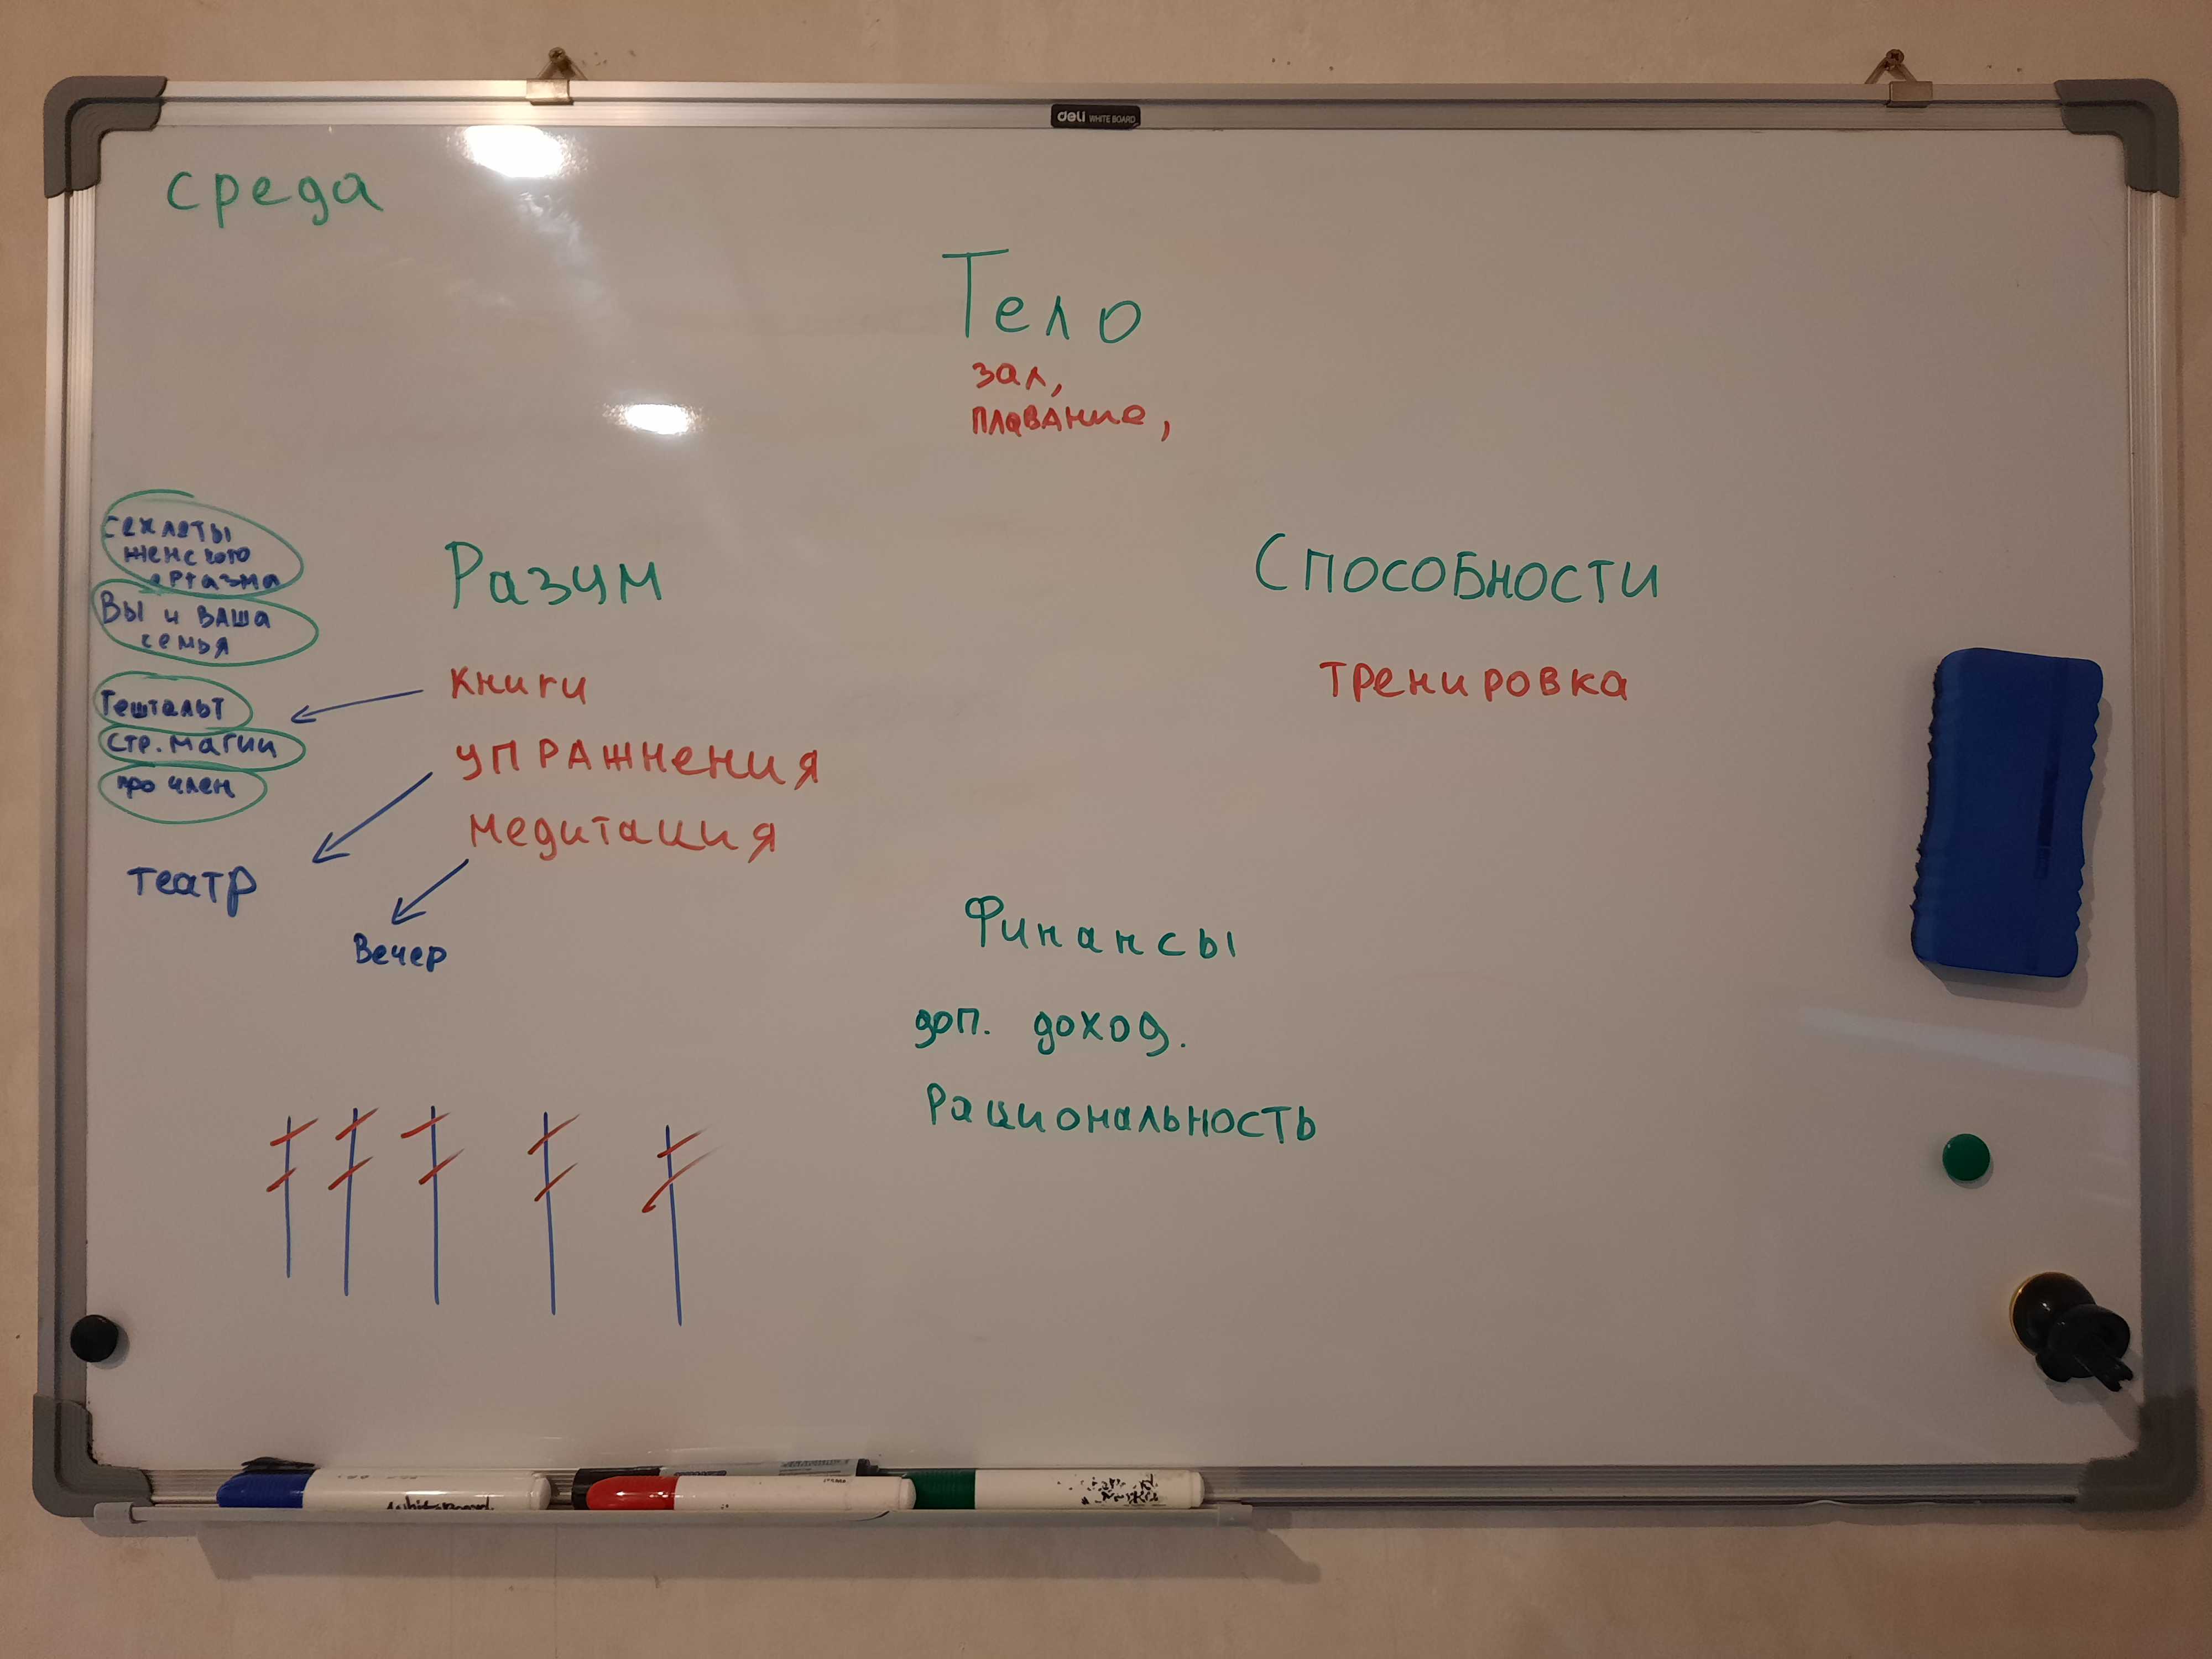 deli WHITE BOARD
среда
Тело
зал,
плавание,
секреты
женского
оргазма
Вы и ваша
семья
Гештальт
стр. магии
про член
Разум
книги
упражнения
медитация
театр
Вечер
Способности
тренировка
Финансы
доп. доход.
Рациональность